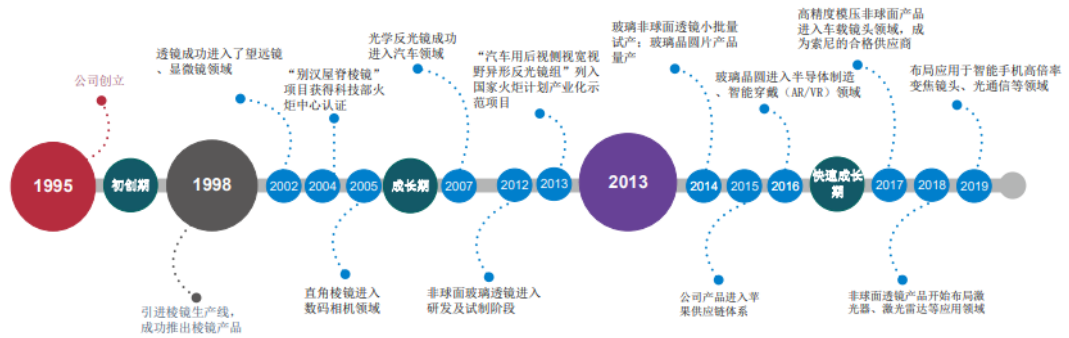 透镜成功进入了望远镜
、显微镜领域
光学反光镜成功
进入汽车领域
玻璃非球面透镜小批量
试产；玻璃晶圆片产品
量产
高精度模压非球面产品
进入车载镜头领域，成
为索尼的合格供应商
公司创立
“别汉屋脊棱镜”
项目获得科技部火
炬中心认证
“汽车用后视侧视宽视
野异形反光镜组”列入
国家火炬计划产业化示
范项目
玻璃晶圆进入半导体制造
、智能穿戴（AR/VR）领域
布局应用于智能手机高倍率
变焦镜头、光通信等领域
1995
初创期
1998
2002
2004
2005
成长期
2007
2012
2013
2013
2014
2015
2016
快速成长
期
2017
2018
2019
引进棱镜生产线，
成功推出棱镜产品
直角棱镜进入
数码相机领域
非球面玻璃透镜进入
研发及试制阶段
公司产品进入苹
果供应链体系
非球面透镜产品开始布局激
光器、激光雷达等应用领域